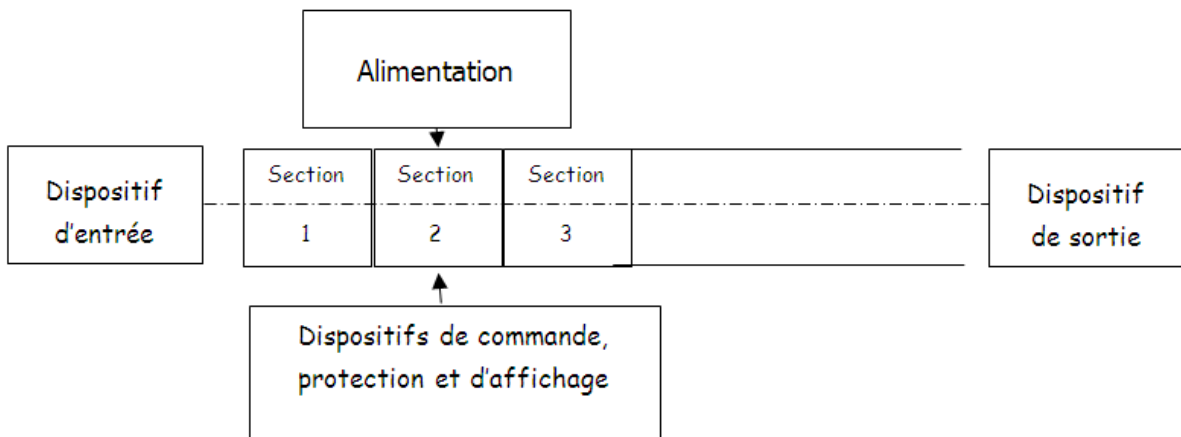 Alimentation
Dispositif
d'entrée
Section
1
Section
2
Section
3
Dispositif
de sortie
Dispositifs de commande,
protection et d'affichage